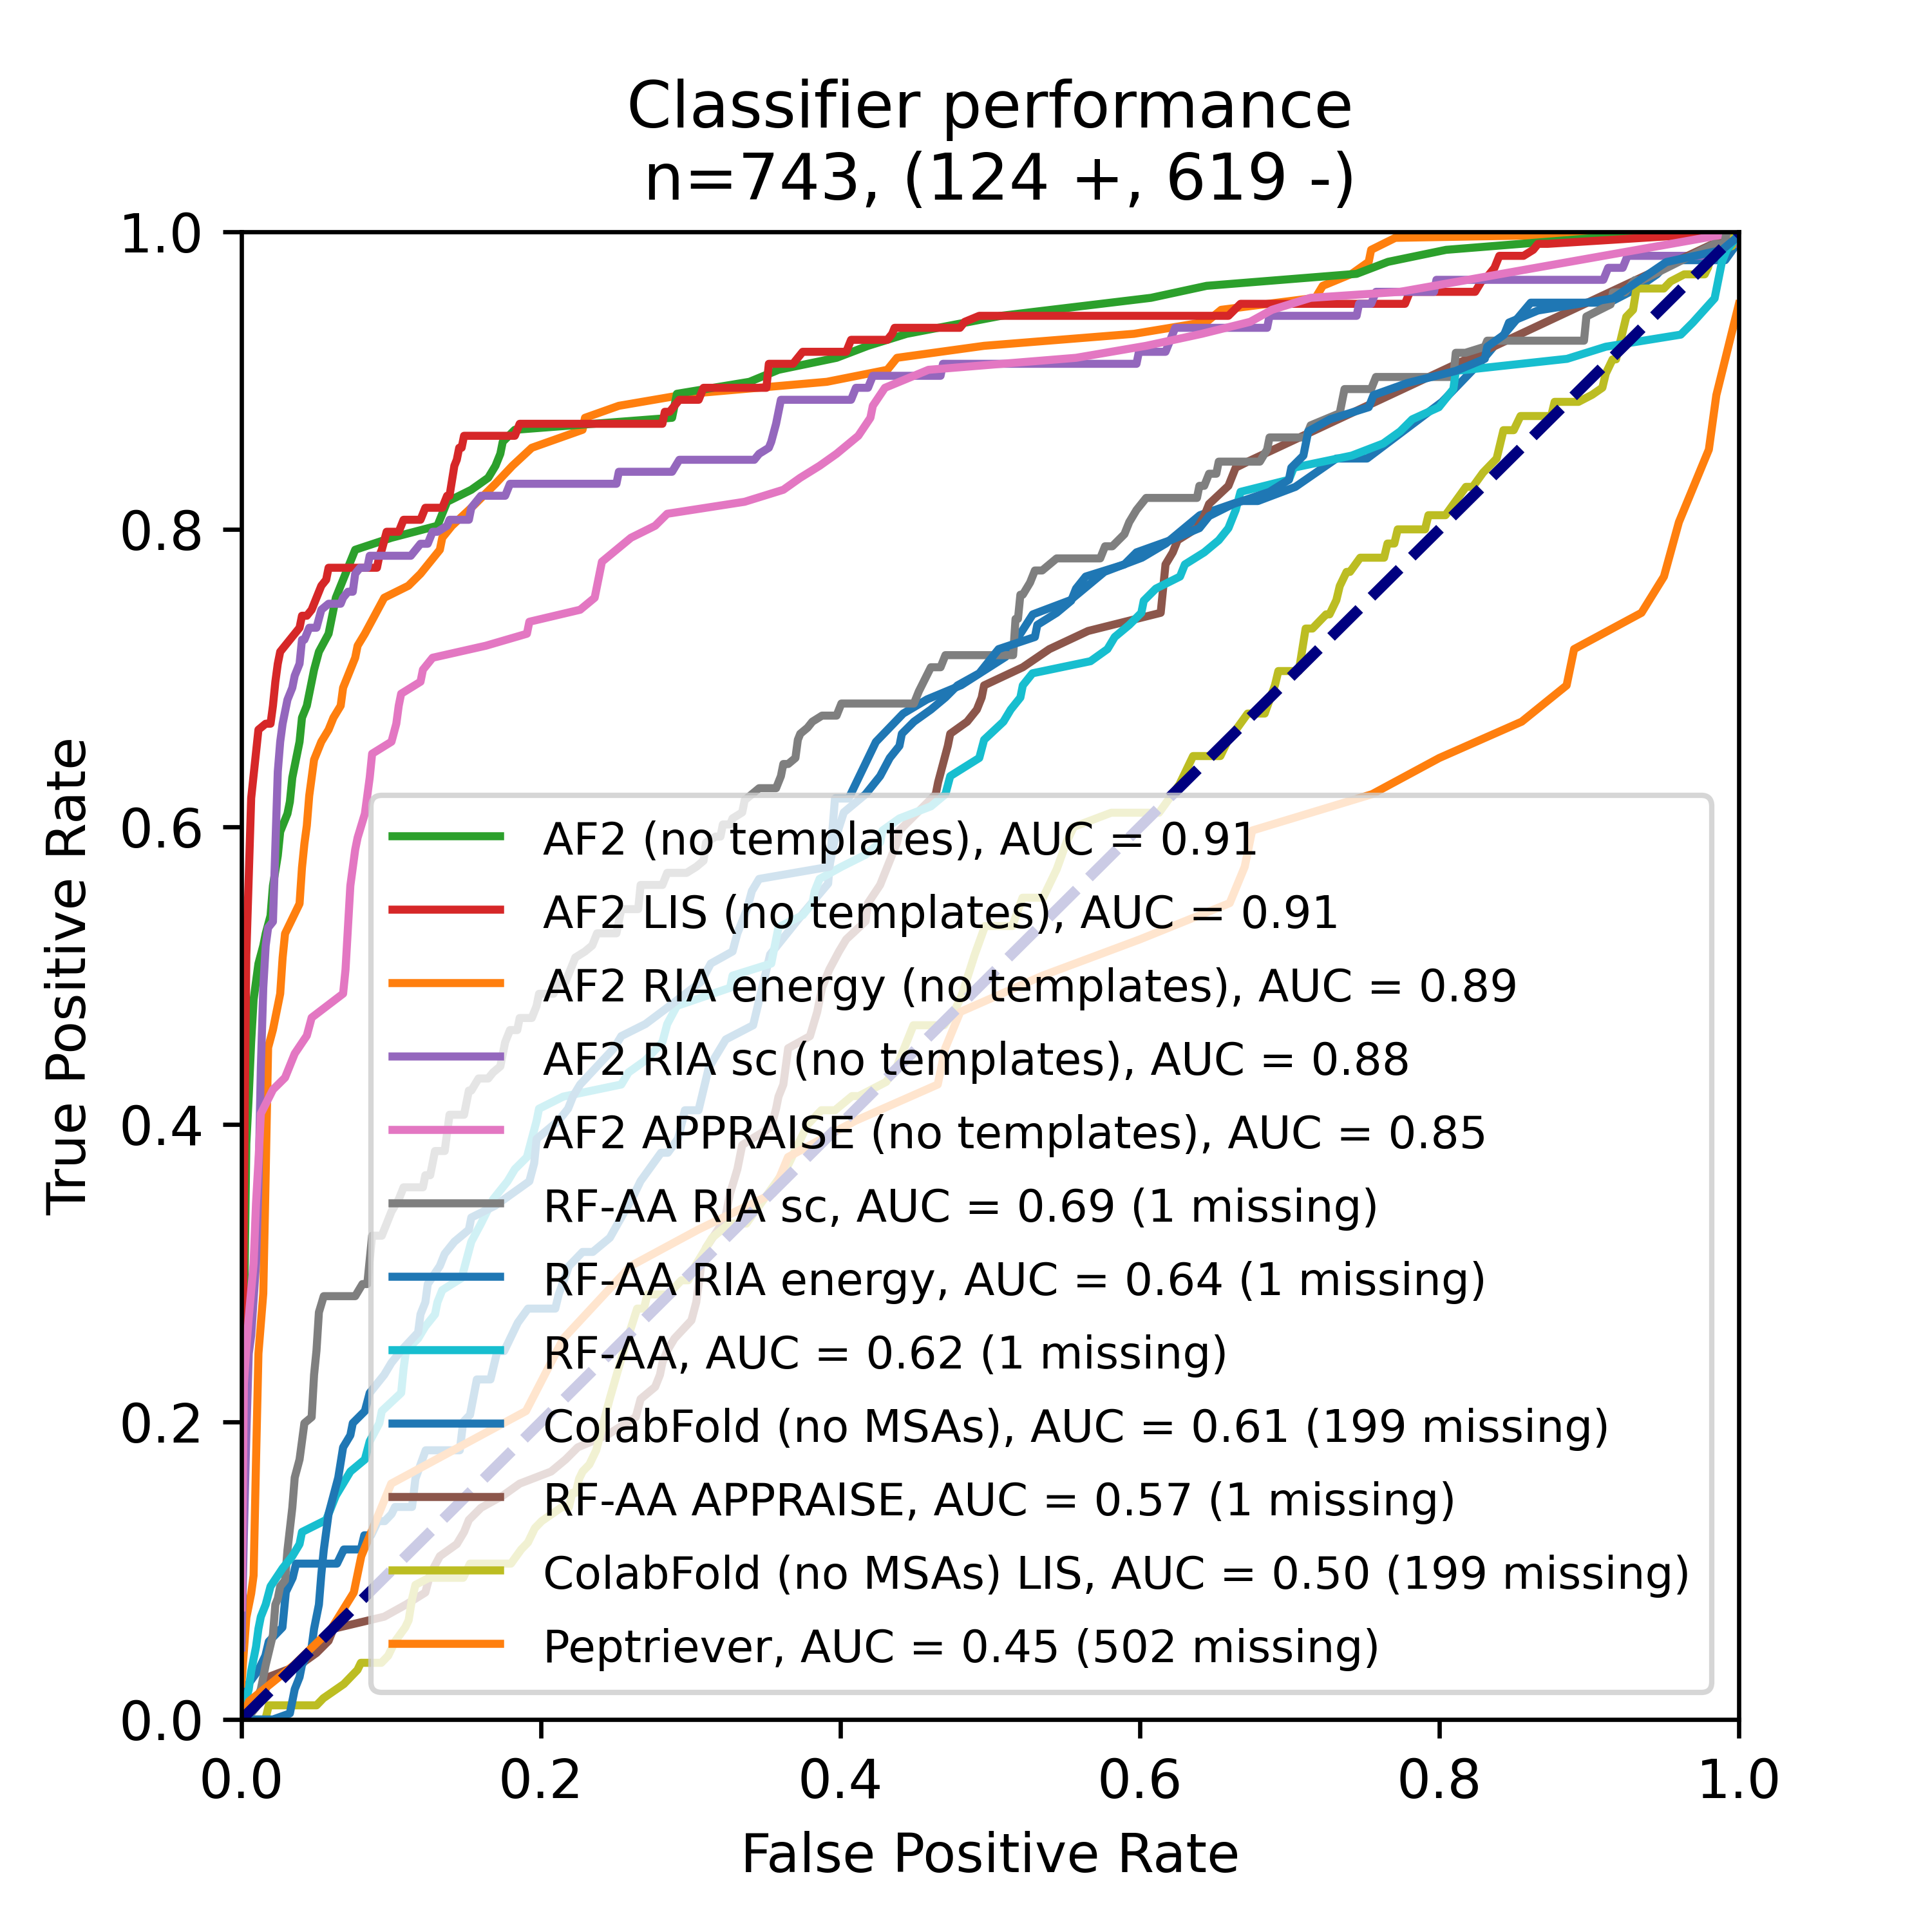 Classifier performance
n=743, (124 +, 619 -)
1.0
0.8
0.6
0.4
0.2
0.0
True Positive Rate
AF2 (no templates), AUC = 0.91
AF2 LIS (no templates), AUC = 0.91
AF2 RIA energy (no templates), AUC = 0.89
AF2 RIA sc (no templates), AUC = 0.88
AF2 APPRAISE (no templates), AUC = 0.85
RF-AA RIA sc, AUC = 0.69 (1 missing)
RF-AA RIA energy, AUC = 0.64 (1 missing)
RF-AA, AUC = 0.62 (1 missing)
ColabFold (no MSAs), AUC = 0.61 (199 missing)
RF-AA APPRAISE, AUC = 0.57 (1 missing)
ColabFold (no MSAs) LIS, AUC = 0.50 (199 missing)
Peptriever, AUC = 0.45 (502 missing)
0.0 0.2 0.4 0.6 0.8 1.0
False Positive Rate